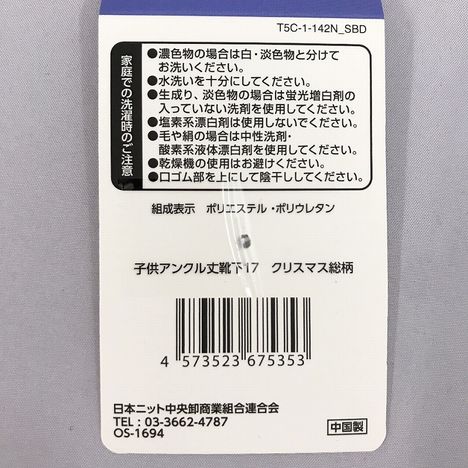 T5C-1-142N_SBD
家庭での洗濯時のご注意
●濃色物の場合は白・淡色物と分けて
お洗いください。
●水洗いを十分にしてください。
●生成り、淡色物の場合は蛍光増白剤の
入っていない洗剤を使用してください。
●塩素系漂白剤は使用しないでください。
●毛や絹の場合は中性洗剤・
酸素系液体漂白剤を使用してください。
●乾燥機の使用はお避けください。
●口ゴム部を上にして陰干ししてください。
組成表示 ポリエステル・ポリウレタン
子供アンクル丈靴下17 クリスマス総柄
4 573523 675353
日本ニット中央卸商業組合連合会
TEL : 03-3662-4787
OS-1694
中国製